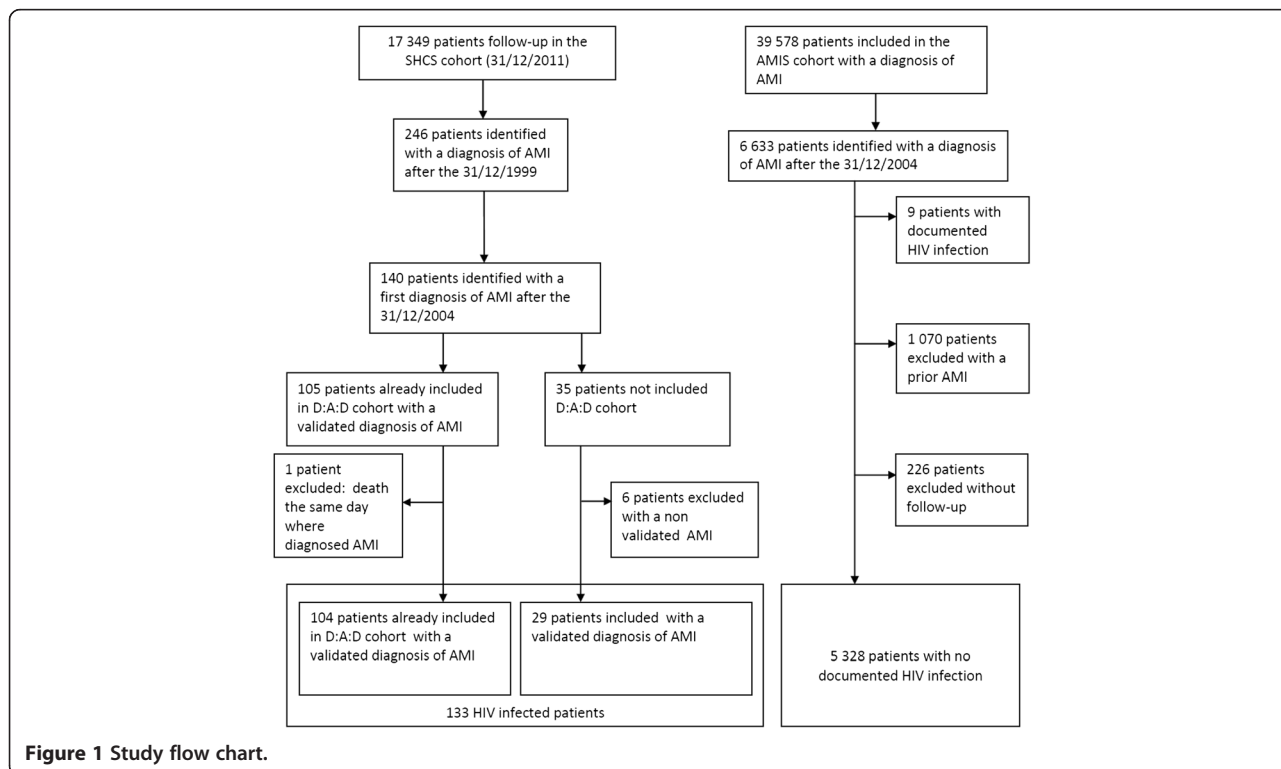 17 349 patients follow-up in the
SHCS cohort (31/12/2011)
39 578 patients included in the
AMIS cohort with a diagnosis of
AMI
246 patients identified
with a diagnosis of AMI
after the 31/12/1999
6 633 patients identified with a diagnosis
of AMI after the 31/12/2004
9 patients with
documented
HIV infection
140 patients identified with a
first diagnosis of AMI after the
31/12/2004
1 070 patients
excluded with a
prior AMI
105 patients already included
in D:A:D cohort with a
validated diagnosis of AMI
35 patients not included
D:A:D cohort
1 patient
excluded: death
the same day
where
diagnosed AMI
6 patients excluded
with a non
validated AMI
226 patients
excluded without
follow-up
104 patients already included
in D:A:D cohort with a
validated diagnosis of AMI
29 patients included with a
validated diagnosis of AMI
133 HIV infected patients
5 328 patients with no
documented HIV infection
Figure 1 Study flow chart.